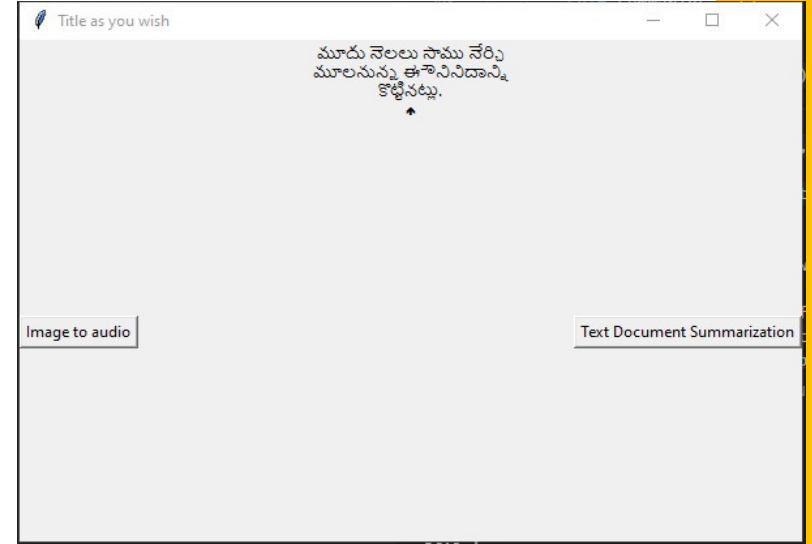 Title as you wish
మూదు నెలలు సాము నేర్చి
మూలనున్న ఈౌనినిదాన్ని
కొట్టినట్లు.
Image to audio
Text Document Summarization